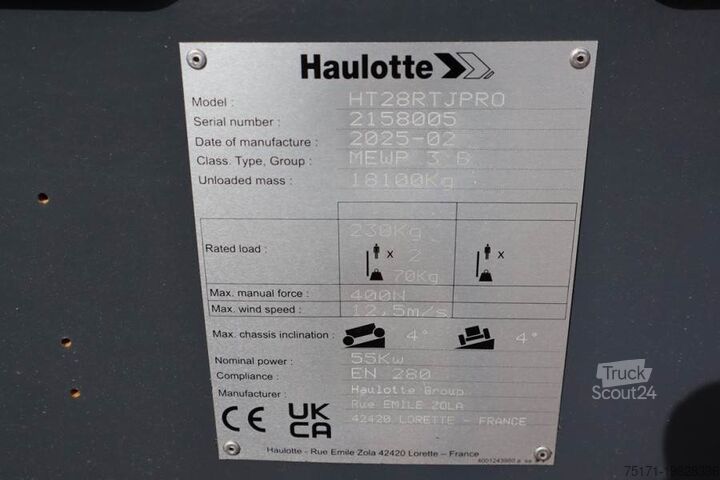 Haulotte
Model : HT28RTJPRO
Serial number : 2158005
Date of manufacture : 2025-02
Class. Type, Group : MEWP 3 B
Unloaded mass : 18100Kg
230Kg
Rated load : x 2 x
70Kg
Max. manual force : 400N
Max. wind speed : 12,5m/s
Max. chassis inclination : 4° 4°
Nominal power : 55Kw
Compliance : EN 280
Manufacturer : Haulotte Group
Rue EMILE ZOLA
42420 LORETTE - FRANCE
CE UK CA
Haulotte - Rue Emile Zola 42420 Lorette – France
Truck
Scout24